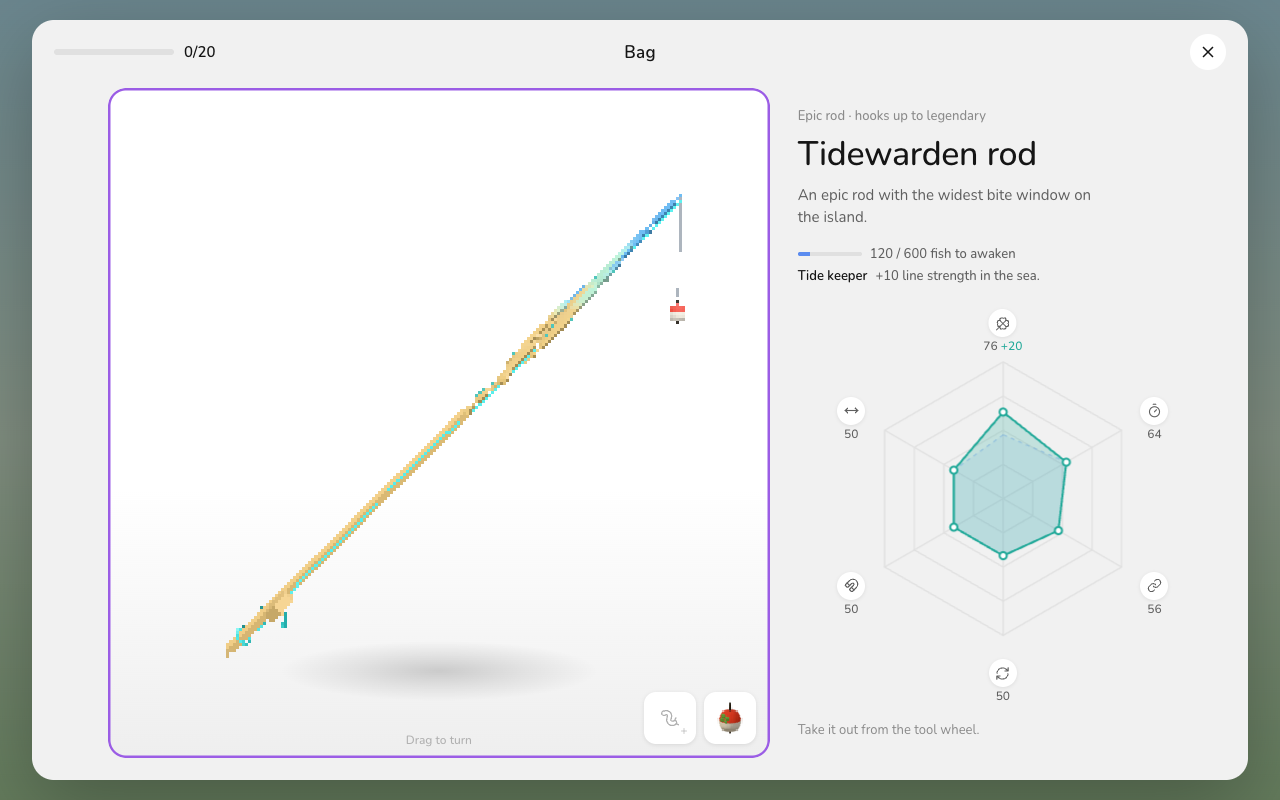 0/20
Bag
Epic rod · hooks up to legendary
Tidewarden rod
An epic rod with the widest bite window on
the island.
120 / 600 fish to awaken
Tide keeper +10 line strength in the sea.
76 +20
50
64
50
56
50
Take it out from the tool wheel.
Drag to turn